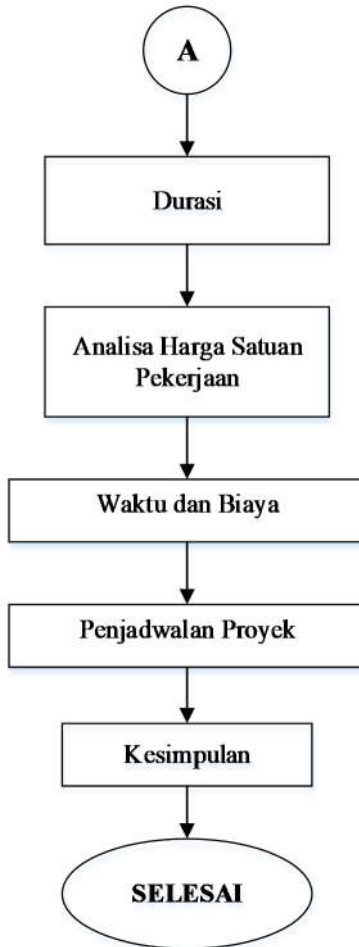 A
Durasi
Analisa Harga Satuan
Pekerjaan
Waktu dan Biaya
Penjadwalan Proyek
Kesimpulan
SELESAI